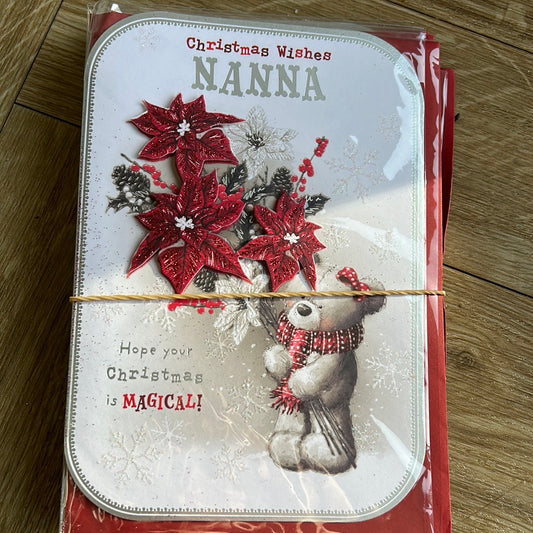 Christmas Wishes
NANNA
Hope your
Christmas
is MAGICAL!